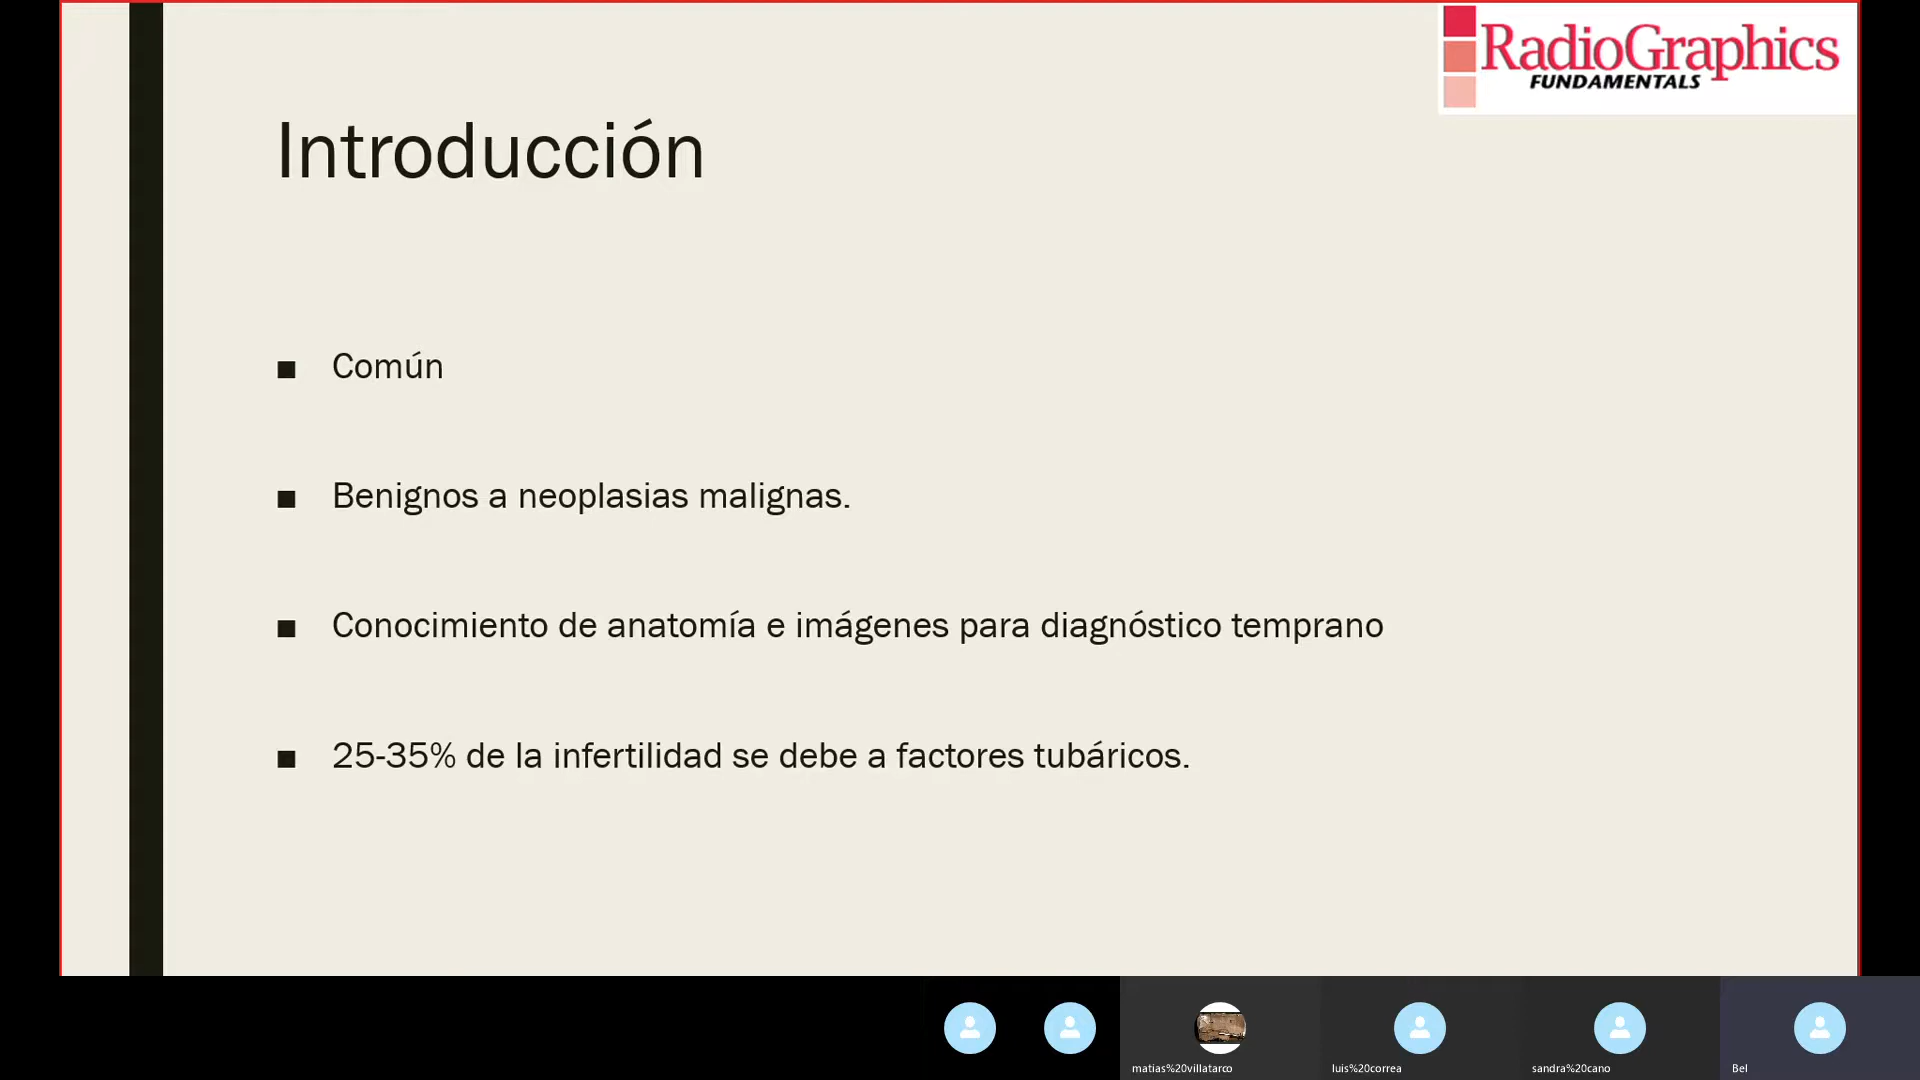 RadioGraphics
FUNDAMENTALS
Introducción
■ Común
■ Benignos a neoplasias malignas.
■ Conocimiento de anatomía e imágenes para diagnóstico temprano
■ 25-35% de la infertilidad se debe a factores tubáricos.
matias%20villatarco
luis%20correa
sandra%20cano
Bel